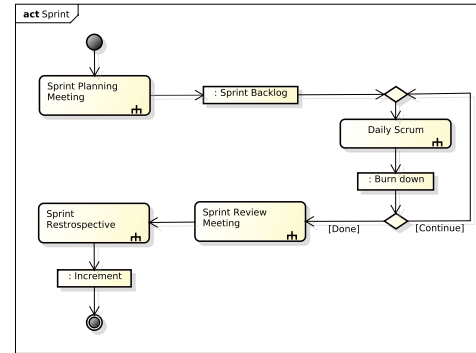 act Sprint
Sprint Planning
Meeting
: Sprint Backlog
Daily Scrum
: Burn down
[Done]
[Continue]
Sprint Review
Meeting
Sprint
Restrospective
: Increment